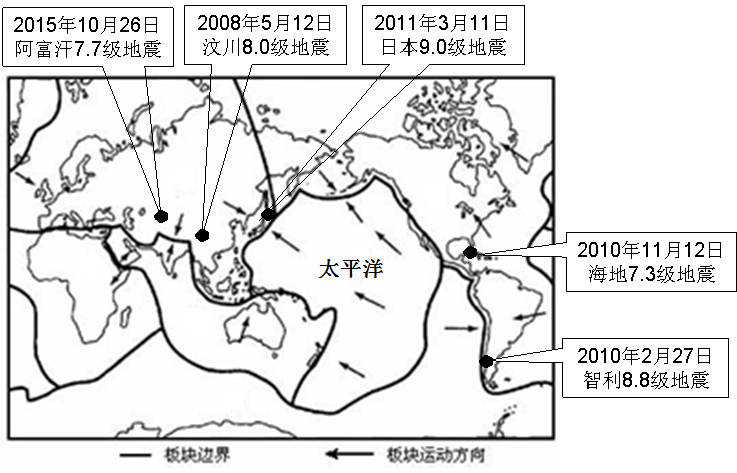 2015年10月26日
阿富汗7.7级地震
2008年5月12日
汶川8.0级地震
2011年3月11日
日本9.0级地震
太平洋
2010年11月12日
海地7.3级地震
2010年2月27日
智利8.8级地震
板块边界
板块运动方向